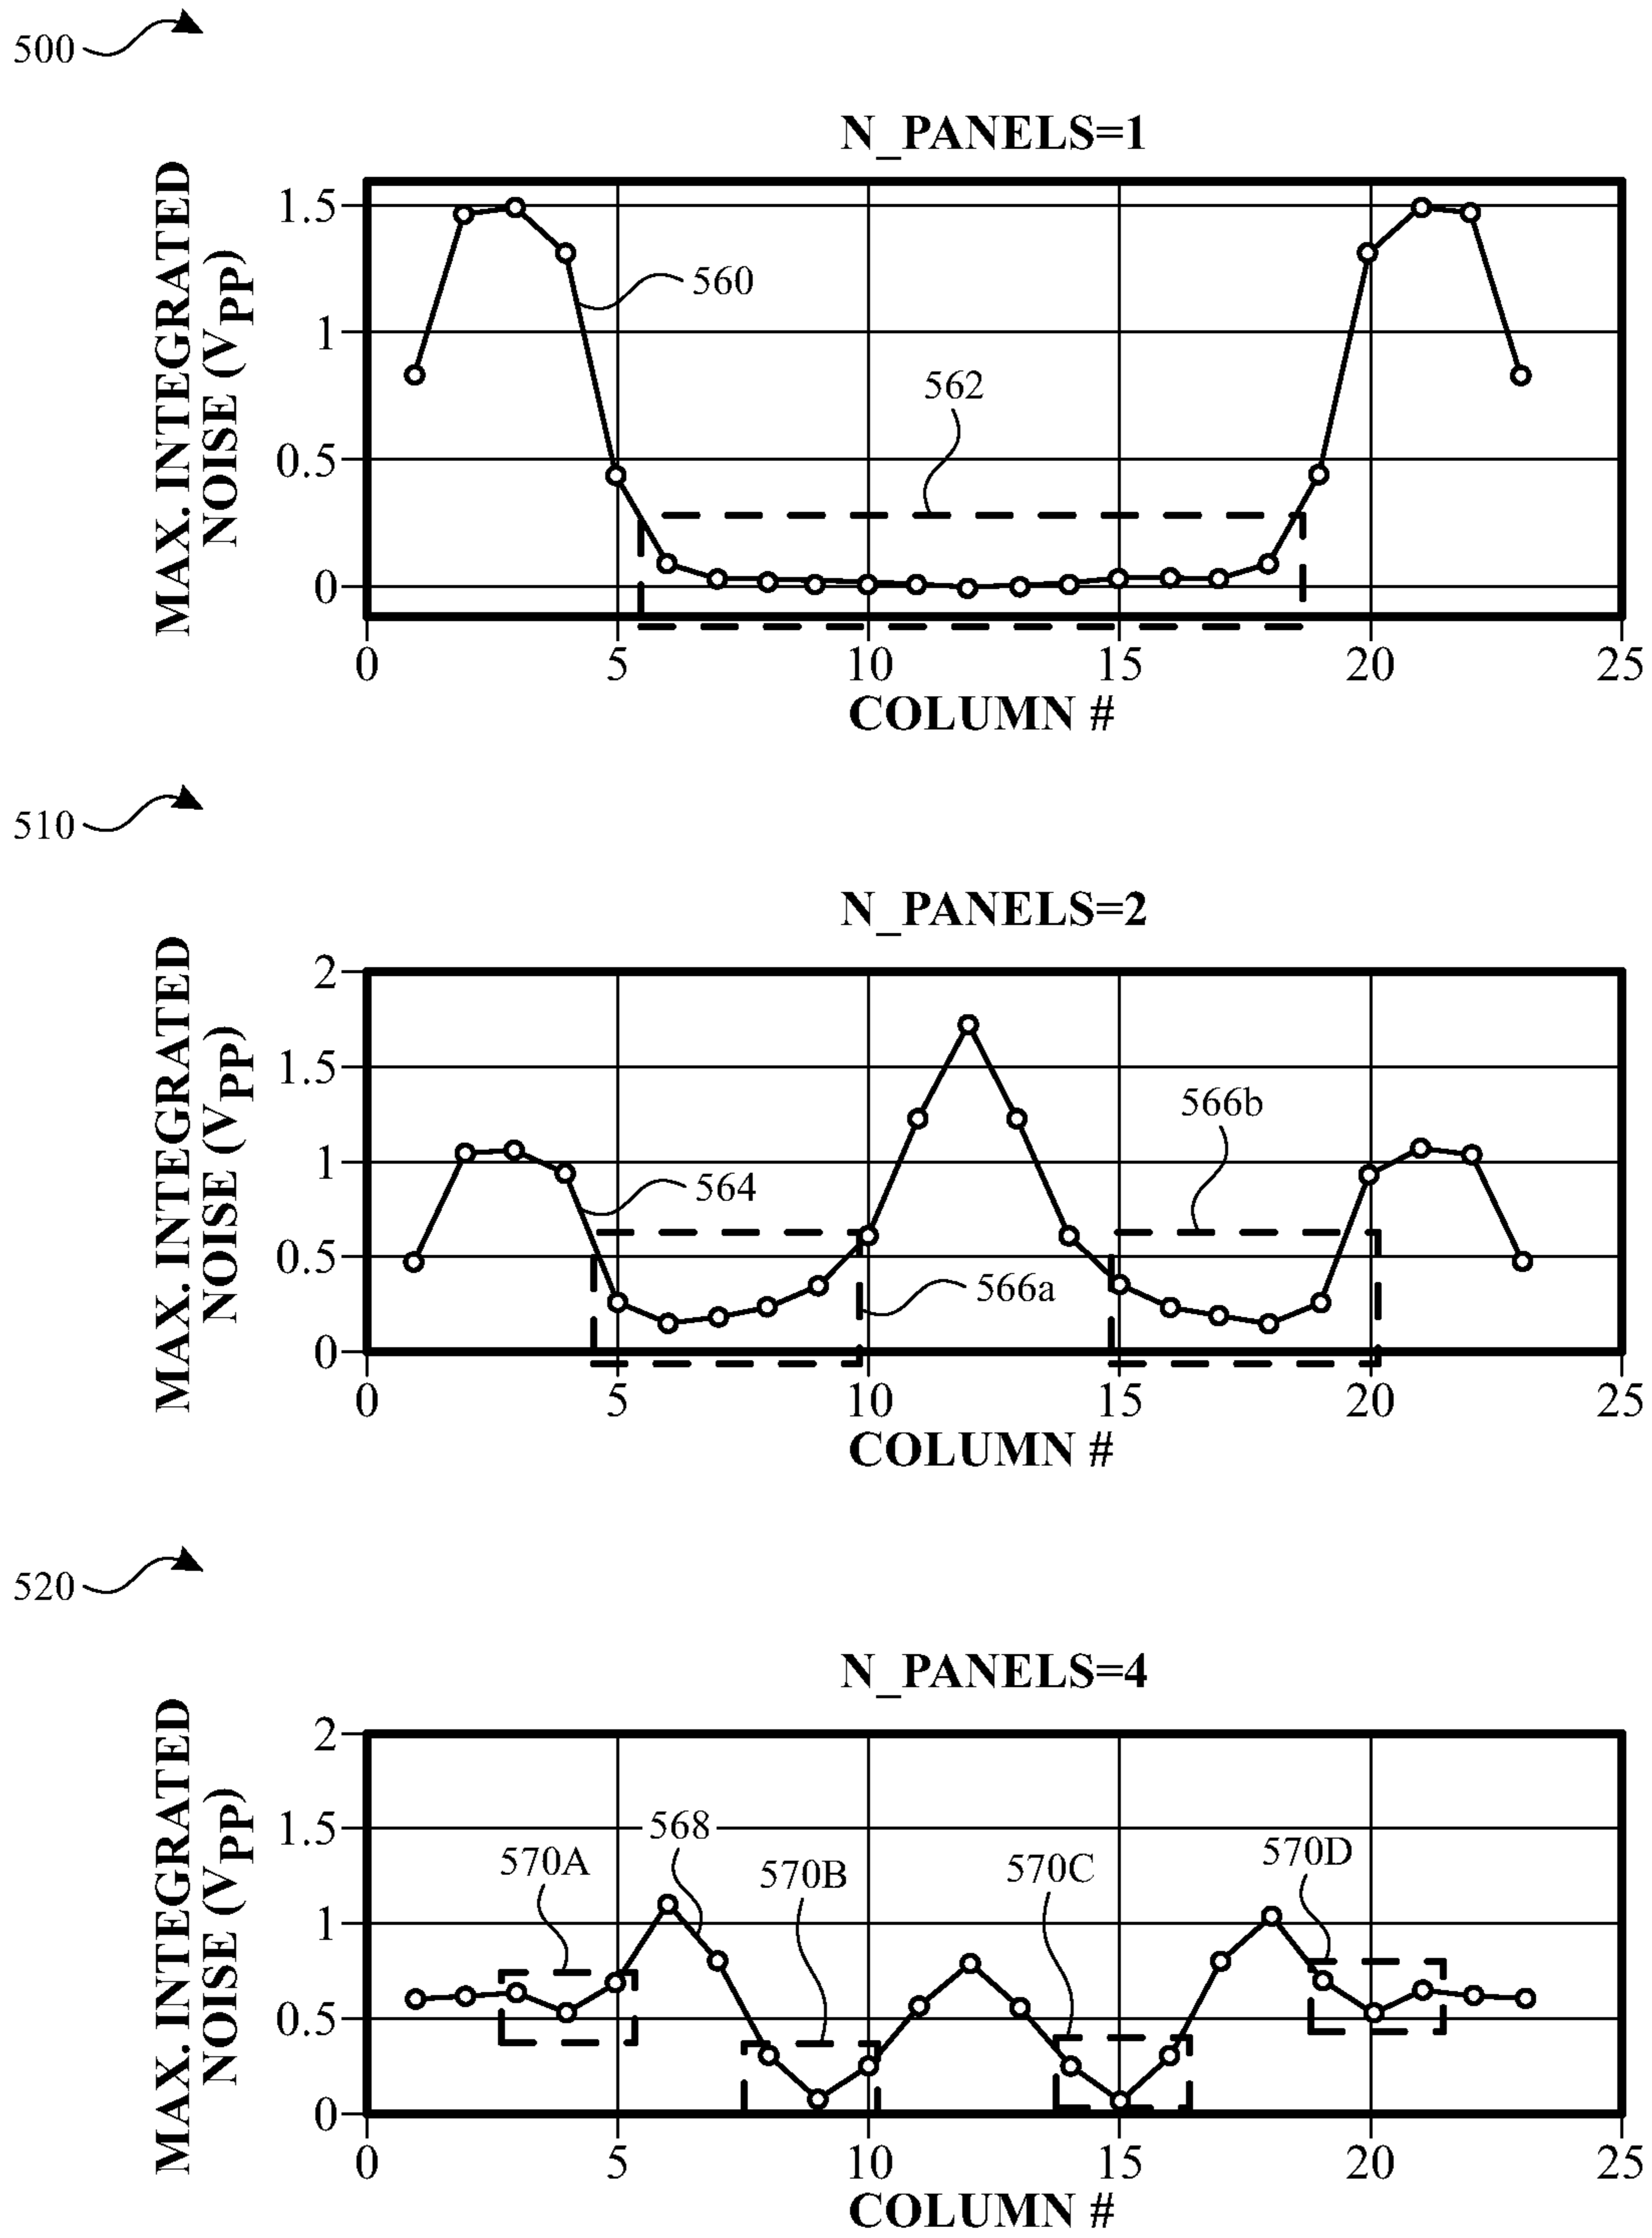 500
N_PANELS=1
MAX. INTEGRATED
NOISE (VPP)
1.5
560
1
562
0.5
0
0 5 10 15 20 25
COLUMN #
510
N_PANELS=2
MAX. INTEGRATED
NOISE (VPP)
2
1.5
566b
1
564
566a
0.5
0
0 5 10 15 20 25
COLUMN #
520
N_PANELS=4
MAX. INTEGRATED
NOISE (VPP)
2
1.5
568
570A
570B
570C
570D
1
0.5
0
0 5 10 15 20 25
COLUMN #